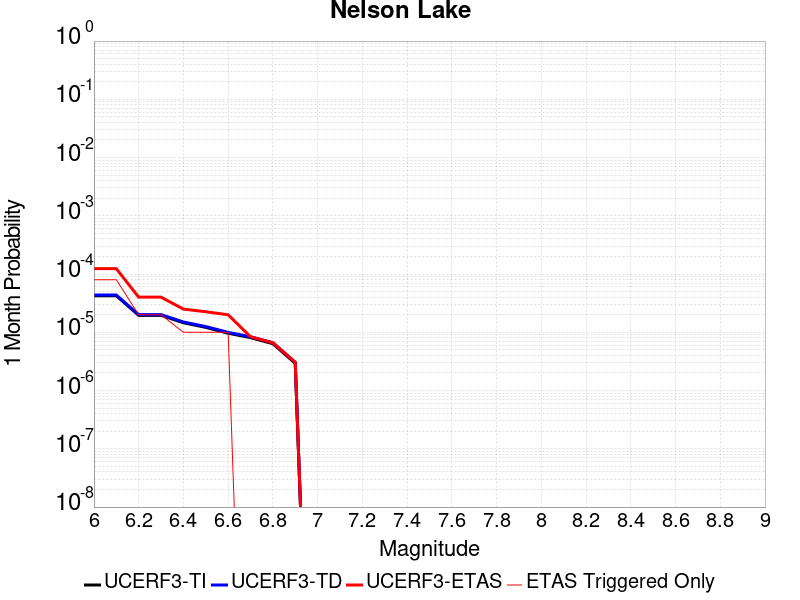 Nelson Lake
10 0
10 -1
10 -2
10 -3
10 -4
10 -5
10 -6
10 -7
10 -8
1 Month Probability
6 6.2 6.4 6.6 6.8 7 7.2 7.4 7.6 7.8 8 8.2 8.4 8.6 8.8 9
Magnitude
UCERF3-TI UCERF3-TD UCERF3-ETAS ETAS Triggered Only